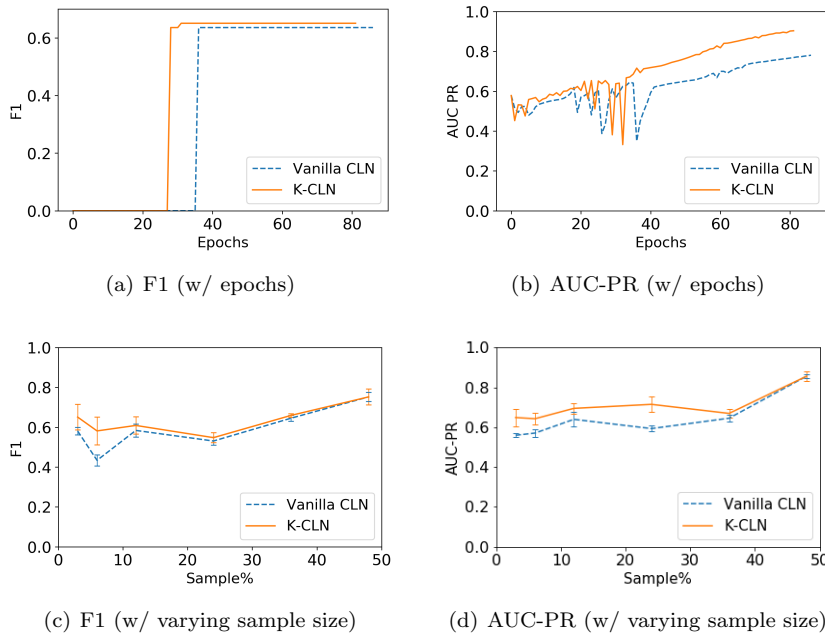 0.6
0.4
0.2
0.0
F1
0 20 40 60 80
Epochs
Vanilla CLN
K-CLN
(a) F1 (w/ epochs)
1.0
0.8
0.6
0.4
0.2
0.0
AUC PR
0 20 40 60 80
Epochs
Vanilla CLN
K-CLN
(b) AUC-PR (w/ epochs)
1.0
0.8
0.6
0.4
0.2
0.0
F1
0 10 20 30 40 50
Sample%
Vanilla CLN
K-CLN
(c) F1 (w/ varying sample size)
1.0
0.8
0.6
0.4
0.2
0.0
AUC-PR
0 10 20 30 40 50
Sample%
Vanilla CLN
K-CLN
(d) AUC-PR (w/ varying sample size)